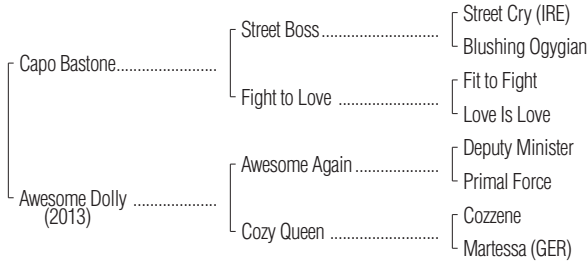 Street Cry (IRE)
Street Boss
Blushing Ogygian
Capo Bastone
Fit to Fight
Fight to Love
Love Is Love
Deputy Minister
Awesome Again
Primal Force
Awesome Dolly
(2013)
Cozzene
Cozy Queen
Martessa (GER)